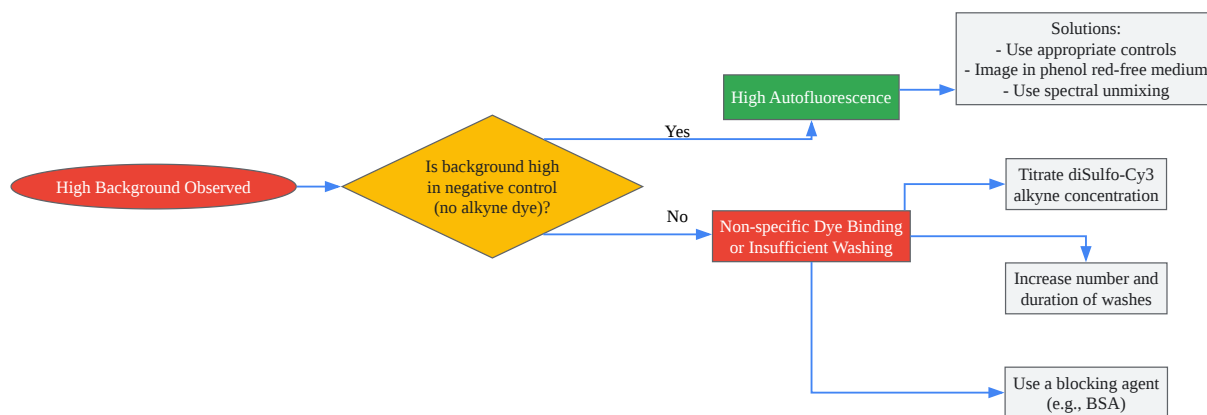 High Background Observed
Is background high
in negative control
(no alkyne dye)?
Yes
No
High Autofluorescence
Solutions:
- Use appropriate controls
- Image in phenol red-free medium
- Use spectral unmixing
Non-specific Dye Binding
or Insufficient Washing
Titrate diSulfo-Cy3
alkyne concentration
Increase number and
duration of washes
Use a blocking agent
(e.g., BSA)